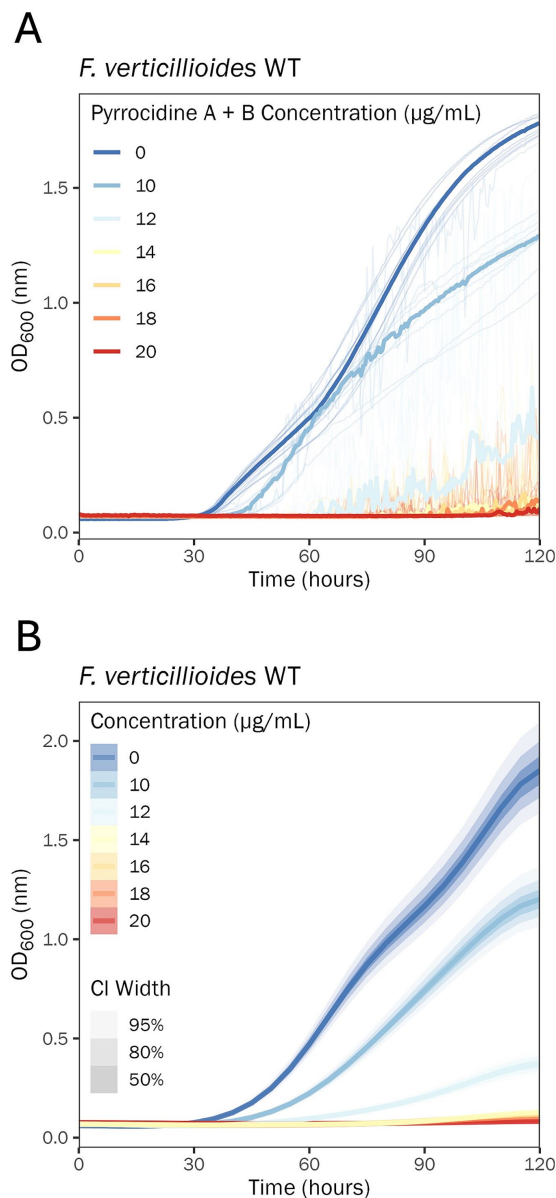 A
F. verticillioides WT
Pyrrocidine A + B Concentration (µg/mL)
0
10
12
14
16
18
20
OD600 (nm)
1.5
1.0
0.5
0.0
0 30 60 90 120
Time (hours)
B
F. verticillioides WT
Concentration (µg/mL)
0
10
12
14
16
18
20
CI Width
95%
80%
50%
OD600 (nm)
2.0
1.5
1.0
0.5
0.0
0 30 60 90 120
Time (hours)